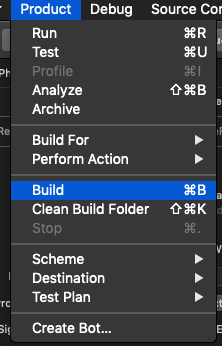 Product Debug Source Con
Run ⌘R
Test ⌘U
Profile ⌘I
Analyze ⇧⌘B
Archive
Build For
Perform Action
Build ⌘B
Clean Build Folder ⇧⌘K
Stop ⌘.
Scheme
Destination
Test Plan
Create Bot...